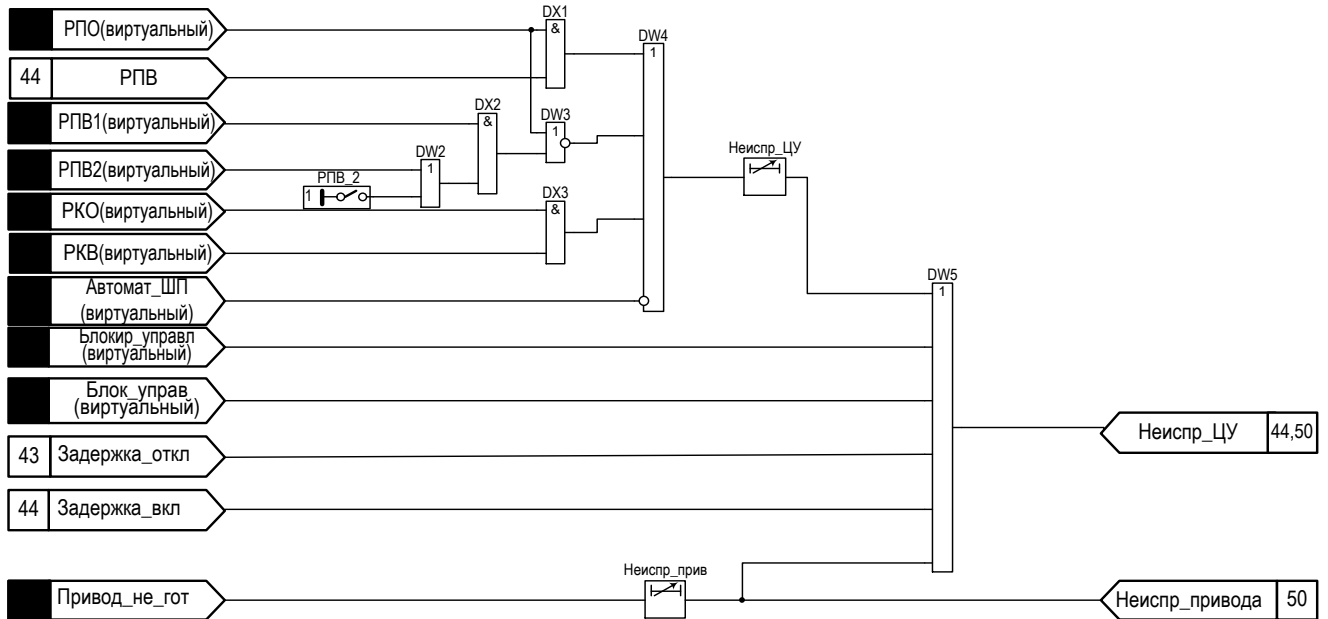 РПО(виртуальный)
DX1
&
44 РПВ
DW4
1
РПВ1(виртуальный)
DX2
&
DW3
1
РПВ2(виртуальный)
DW2
1
РПВ_2
1
Неиспр_ЦУ
РКО(виртуальный)
DX3
&
РКВ(виртуальный)
Автомат_ШП
(виртуальный)
DW5
1
Блокир_управл
(виртуальный)
Блок_управ
(виртуальный)
Неиспр_ЦУ 44,50
43 Задержка_откл
44 Задержка_вкл
Неиспр_прив
Привод_не_гот
Неиспр_привода 50